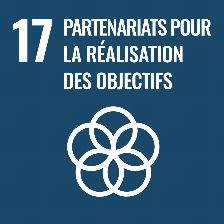 17 PARTENARIATS POUR
LA RÉALISATION
DES OBJECTIFS